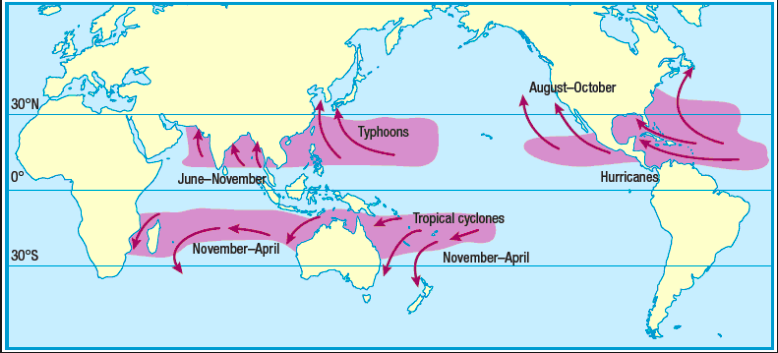 August–October
30°N
Typhoons
June–November
0°
Hurricanes
Tropical cyclones
November–April
November–April
30°S